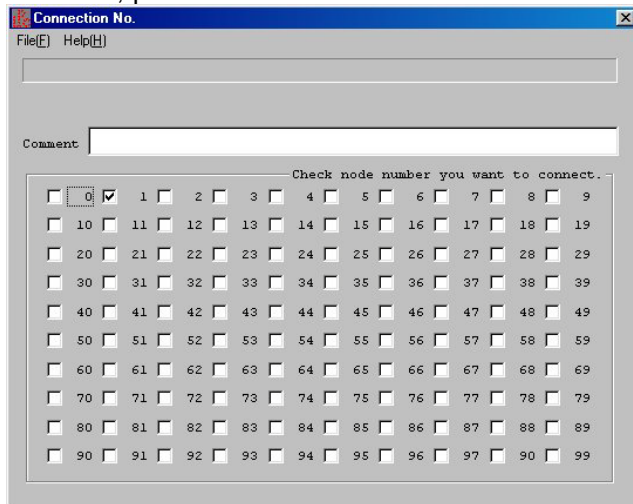 Connection No.
File(F) Help(H)
Comment
Check node number you want to connect.
0 1 2 3 4 5 6 7 8 9
10 11 12 13 14 15 16 17 18 19
20 21 22 23 24 25 26 27 28 29
30 31 32 33 34 35 36 37 38 39
40 41 42 43 44 45 46 47 48 49
50 51 52 53 54 55 56 57 58 59
60 61 62 63 64 65 66 67 68 69
70 71 72 73 74 75 76 77 78 79
80 81 82 83 84 85 86 87 88 89
90 91 92 93 94 95 96 97 90 99